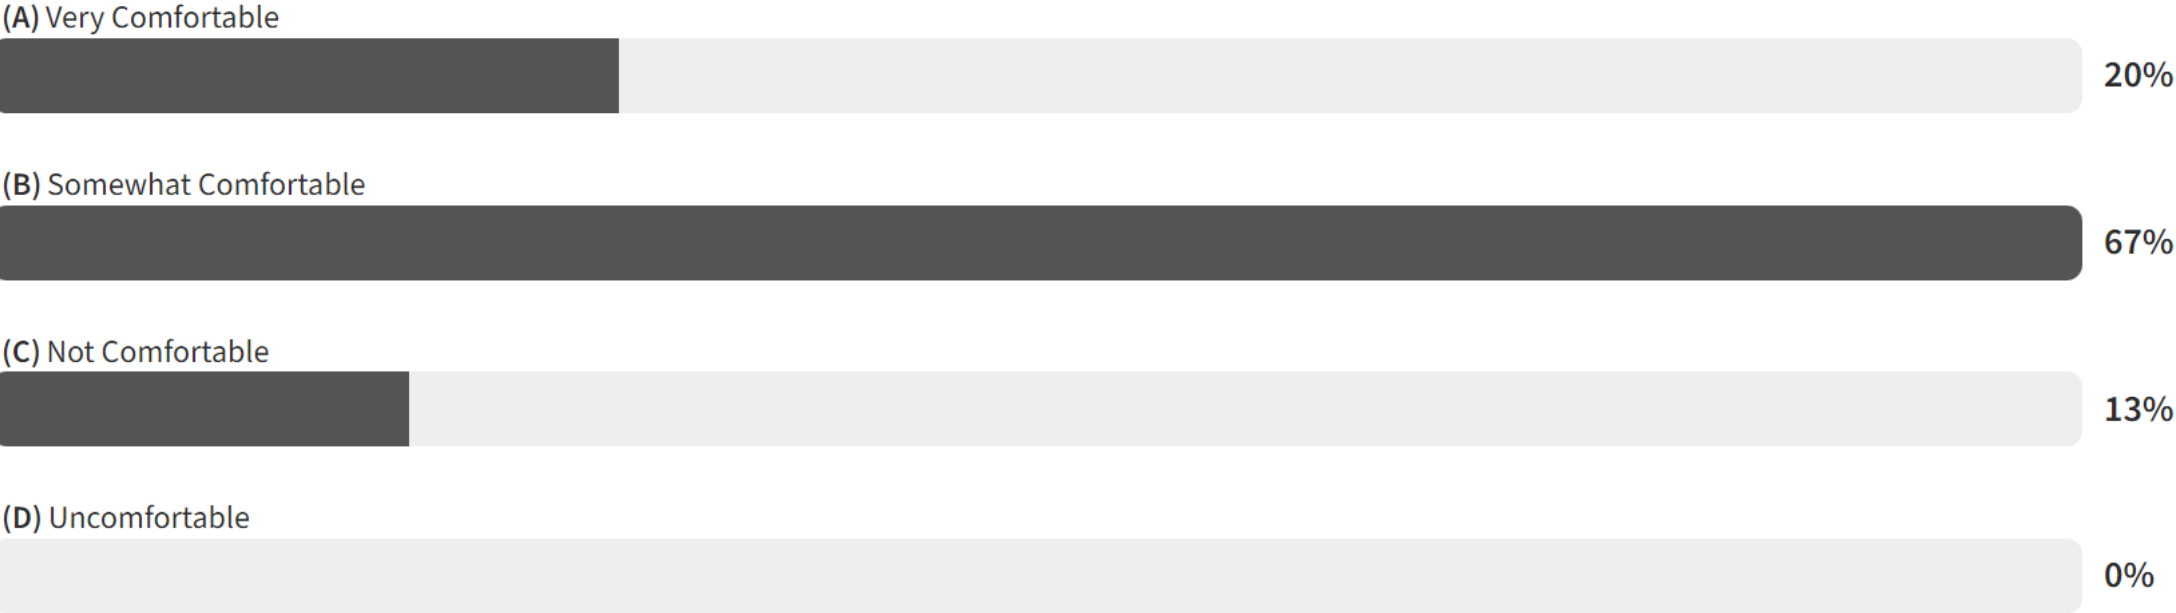 (A) Very Comfortable
20%
(B) Somewhat Comfortable
67%
(C) Not Comfortable
13%
(D) Uncomfortable
0%